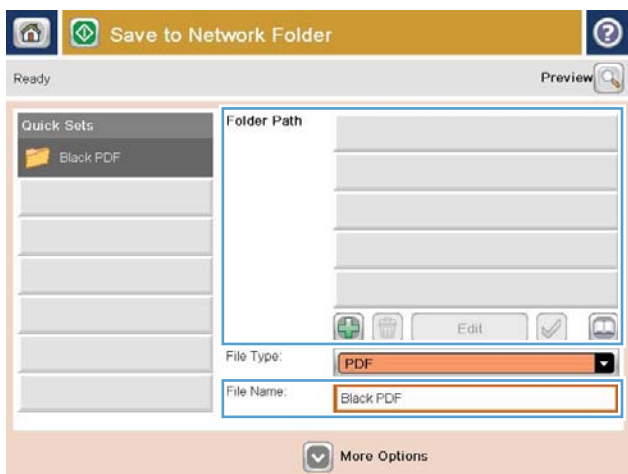 Save to Network Folder
Ready
Preview
Quick Sets
Black PDF
Folder Path
Edit
File Type:
PDF
File Name:
Black PDF
More Options